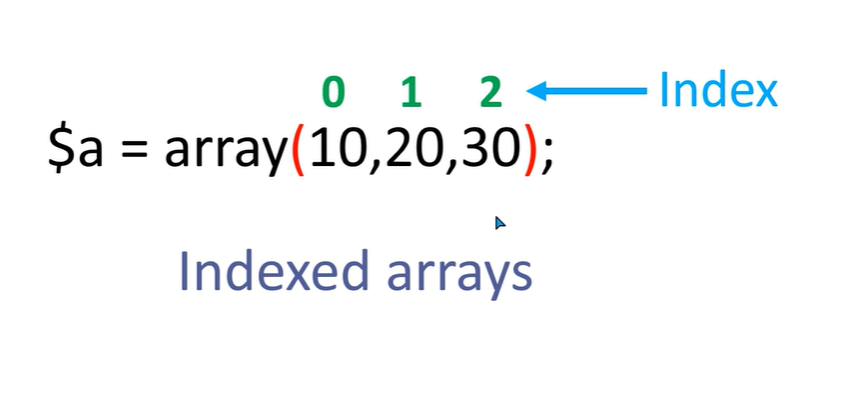 0 1 2 Index
$a = array(10,20,30);
Indexed arrays